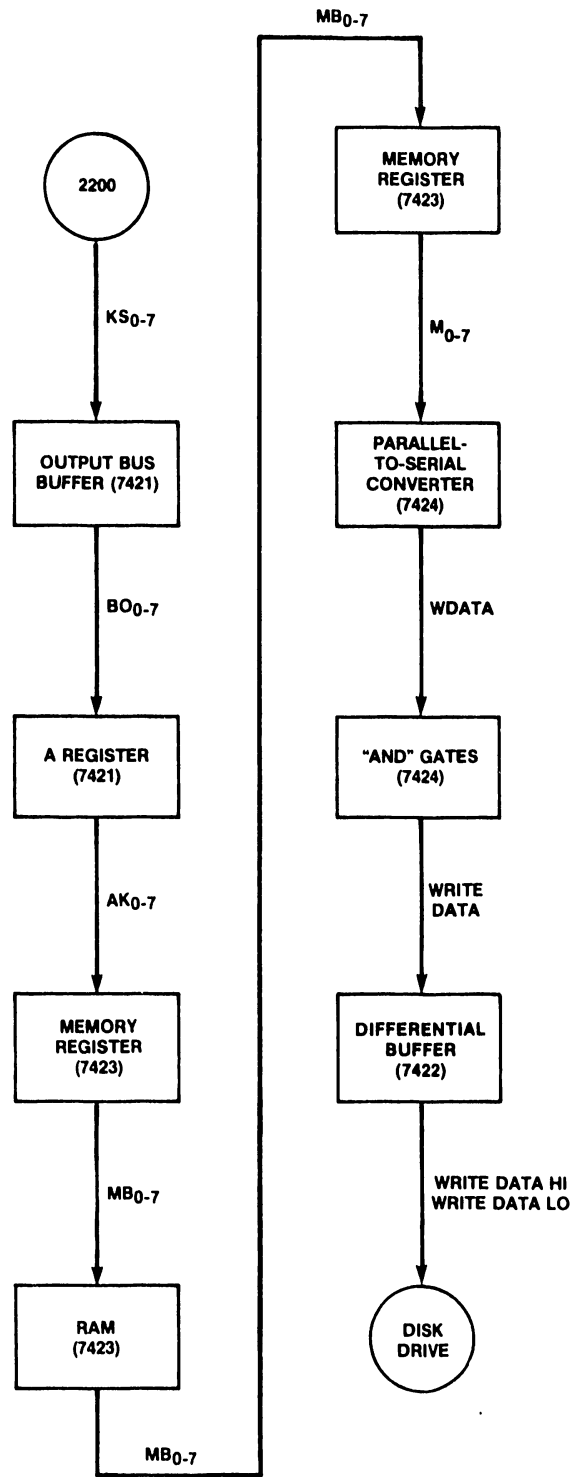 2200
KS0-7
OUTPUT BUS
BUFFER (7421)
BO0-7
A REGISTER
(7421)
AK0-7
MEMORY
REGISTER
(7423)
MB0-7
RAM
(7423)
MB0-7
MB0-7
MEMORY
REGISTER
(7423)
M0-7
PARALLEL-
TO-SERIAL
CONVERTER
(7424)
WDATA
"AND" GATES
(7424)
WRITE
DATA
DIFFERENTIAL
BUFFER
(7422)
WRITE DATA HI
WRITE DATA LO
DISK
DRIVE